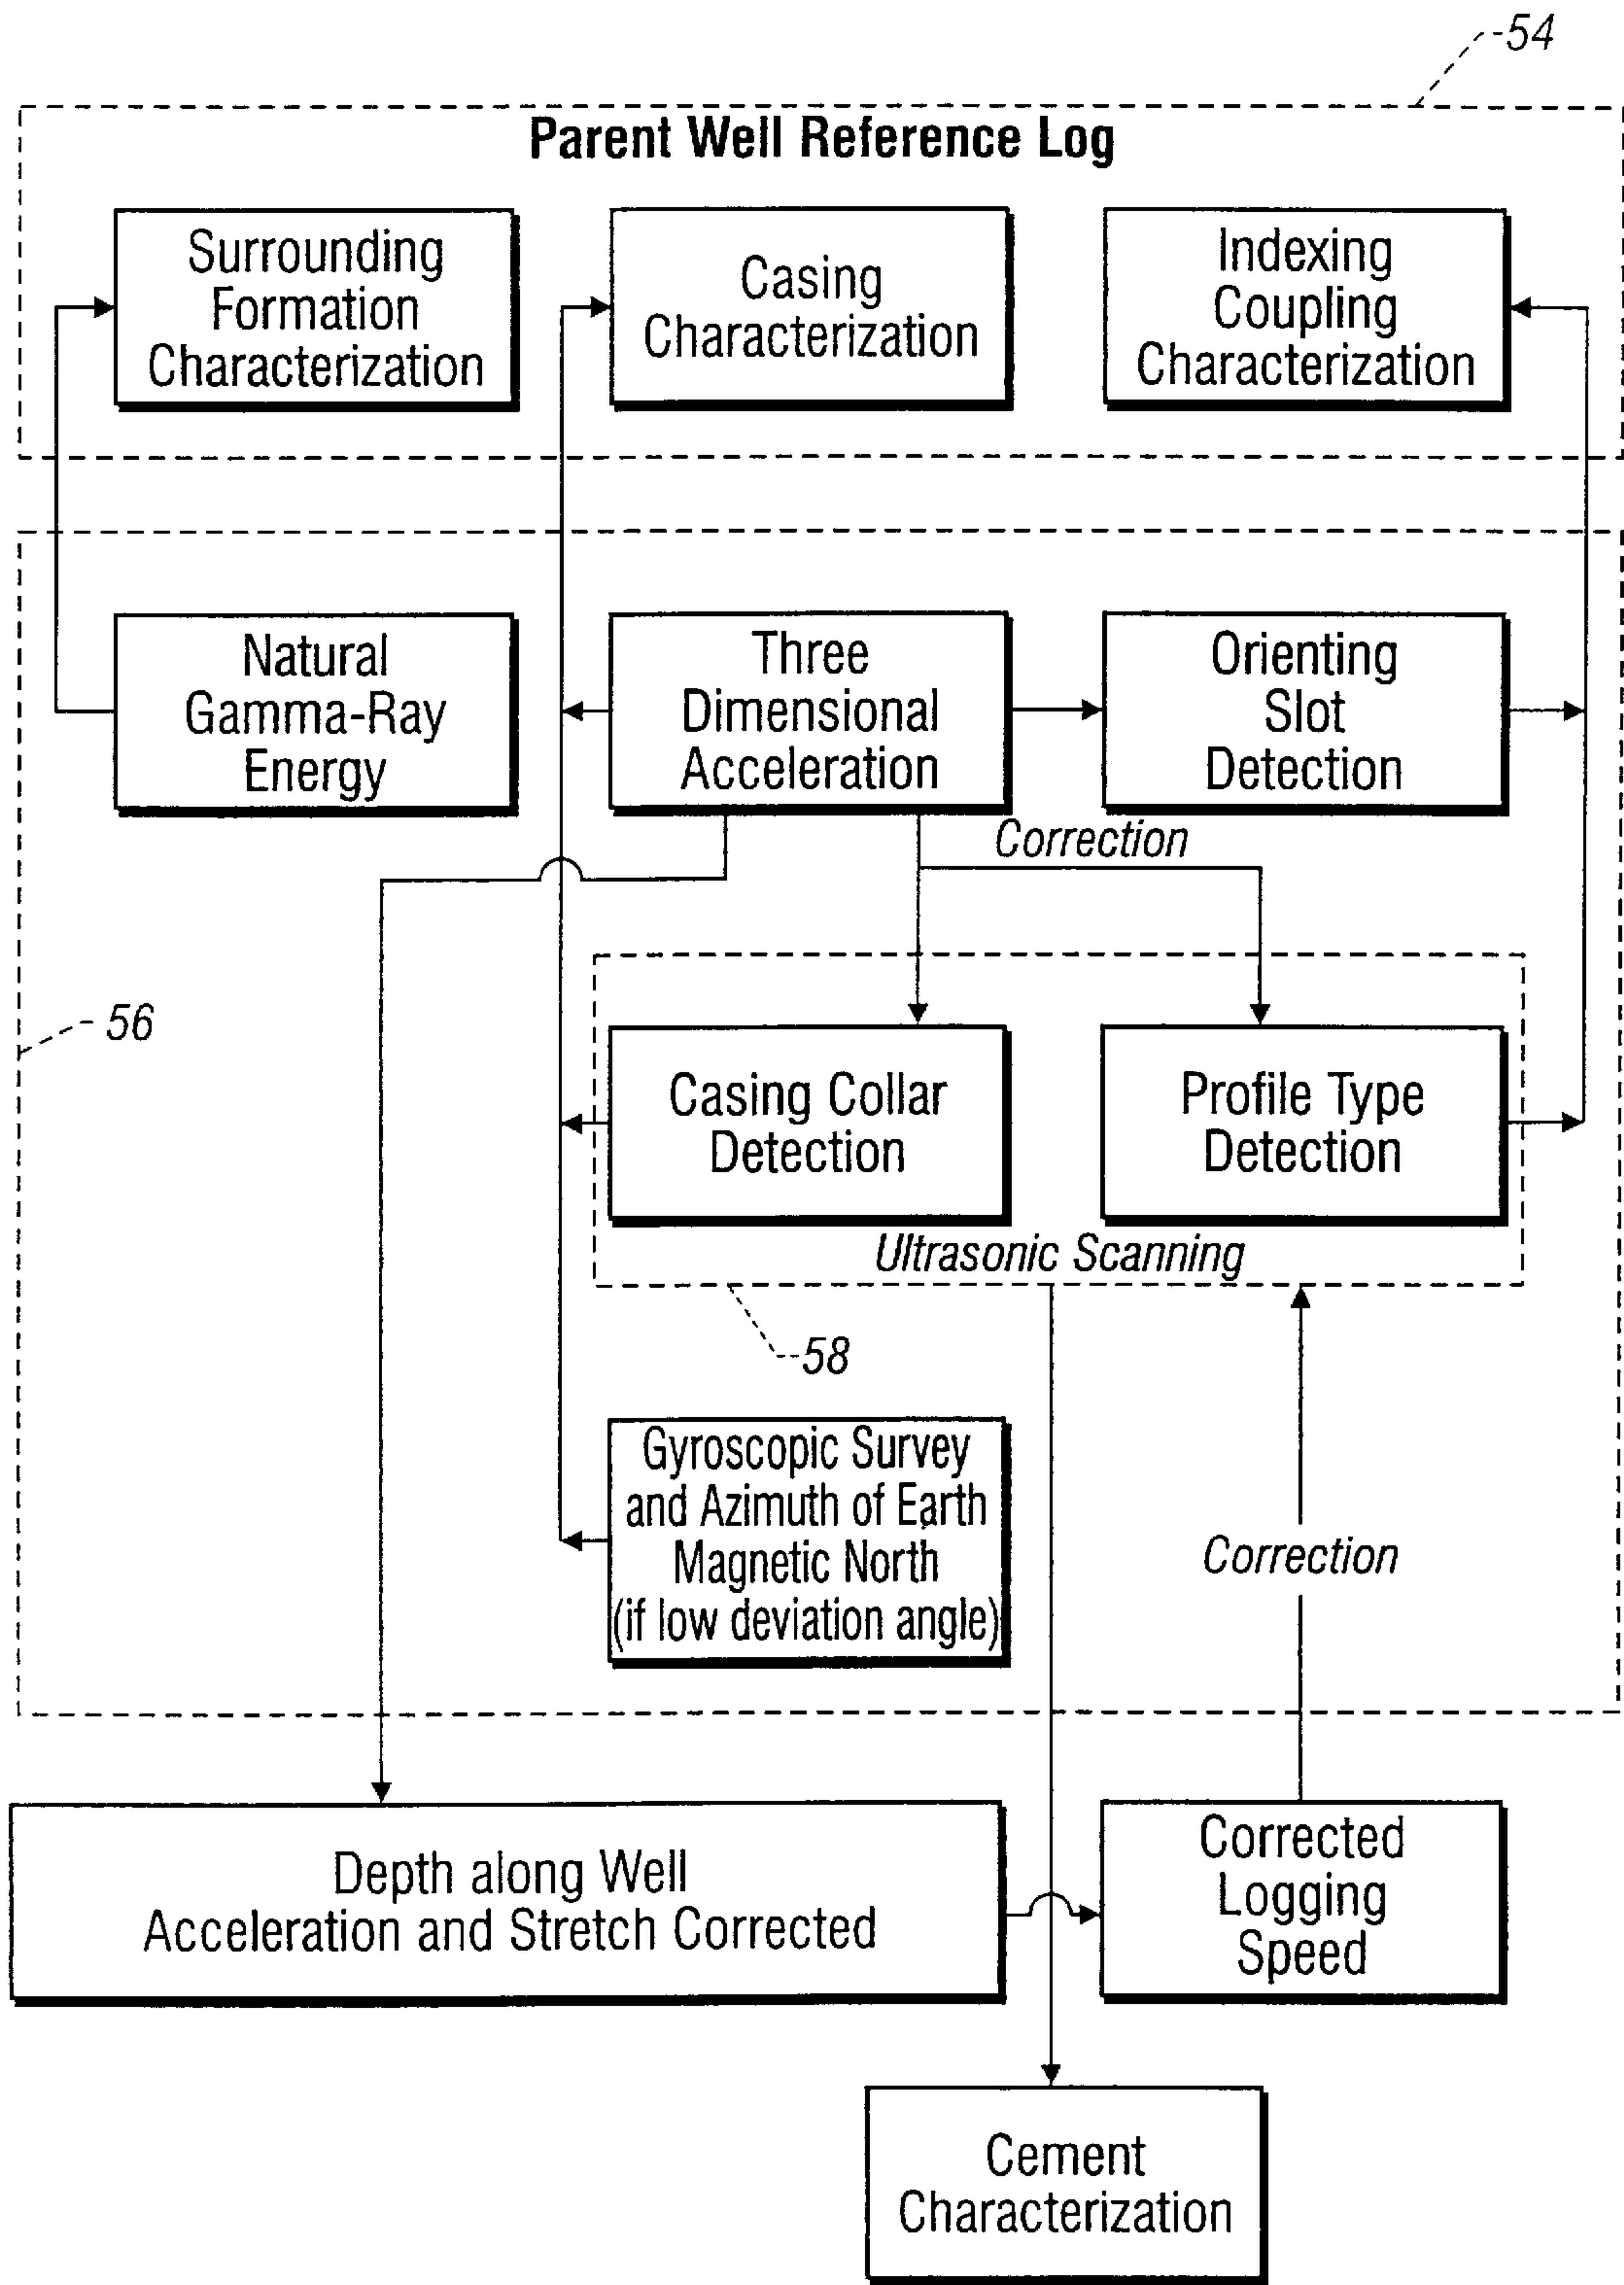 54
Parent Well Reference Log
Surrounding
Formation
Characterization
Casing
Characterization
Indexing
Coupling
Characterization
Natural
Gamma-Ray
Energy
Three
Dimensional
Acceleration
Orienting
Slot
Detection
Correction
56
Casing Collar
Detection
Profile Type
Detection
Ultrasonic Scanning
58
Gyroscopic Survey
and Azimuth of Earth
Magnetic North
(if low deviation angle)
Correction
Depth along Well
Acceleration and Stretch Corrected
Corrected
Logging
Speed
Cement
Characterization